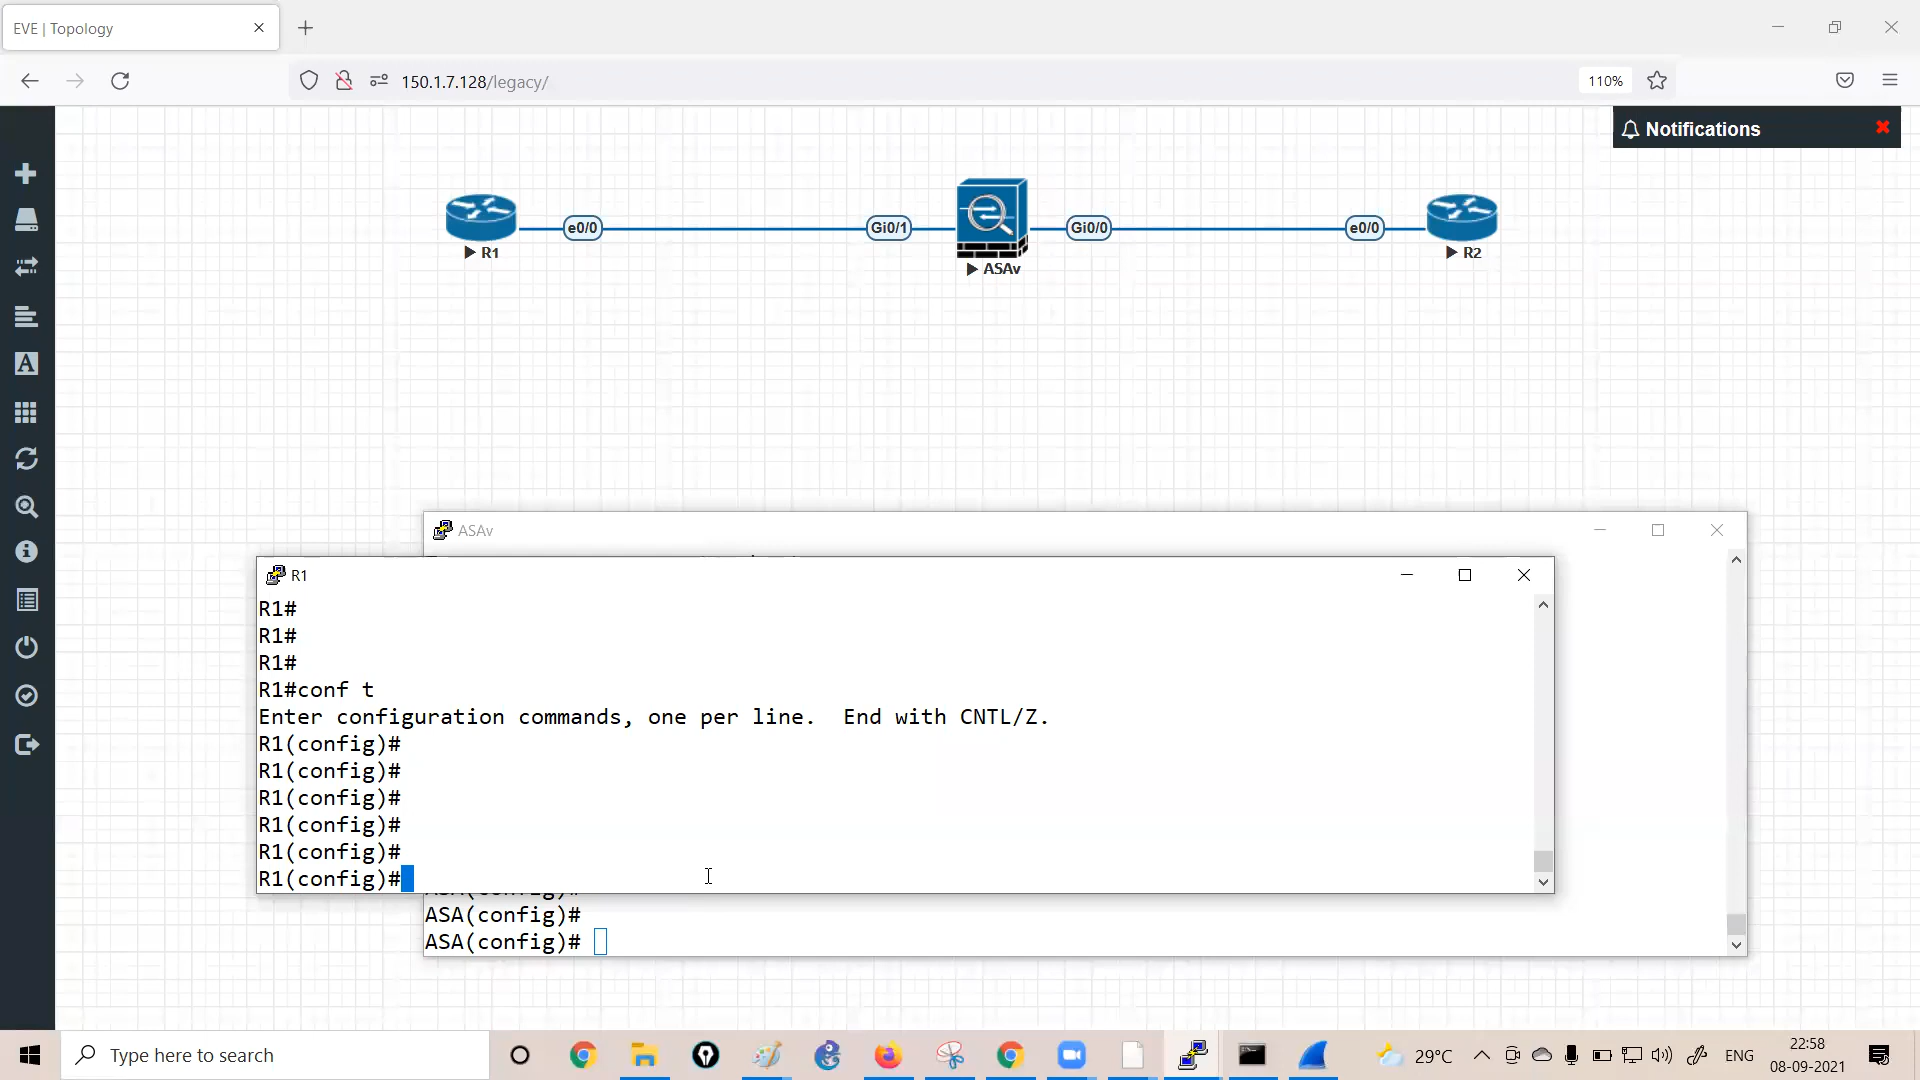 EVE | Topology
150.1.7.128/legacy/
110%
Notifications
e0/0
Gi0/1
Gi0/0
e0/0
R1
ASAv
R2
ASAv
R1
R1#
R1#
R1#
R1#conf t
Enter configuration commands, one per line.  End with CNTL/Z.
R1(config)#
R1(config)#
R1(config)#
R1(config)#
R1(config)#
R1(config)#
ASA(config)#
ASA(config)#
Type here to search
29°C
ENG
22:58
08-09-2021